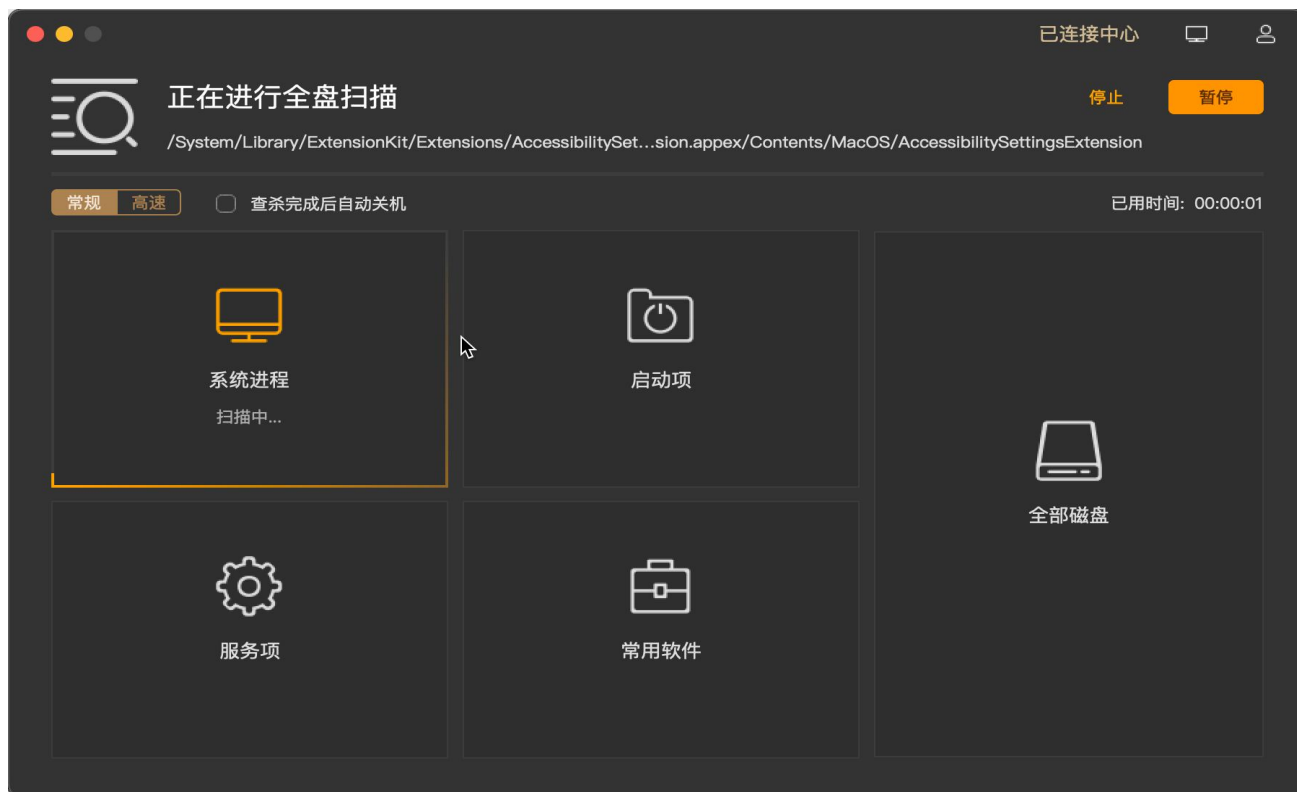 已连接中心
正在进行全盘扫描
停止
暂停
/System/Library/ExtensionKit/Extensions/AccessibilitySet...sion.appex/Contents/MacOS/AccessibilitySettingsExtension
常规 高速 查杀完成后自动关机 已用时间: 00:00:01
系统进程
扫描中...
启动项
全部磁盘
服务项
常用软件